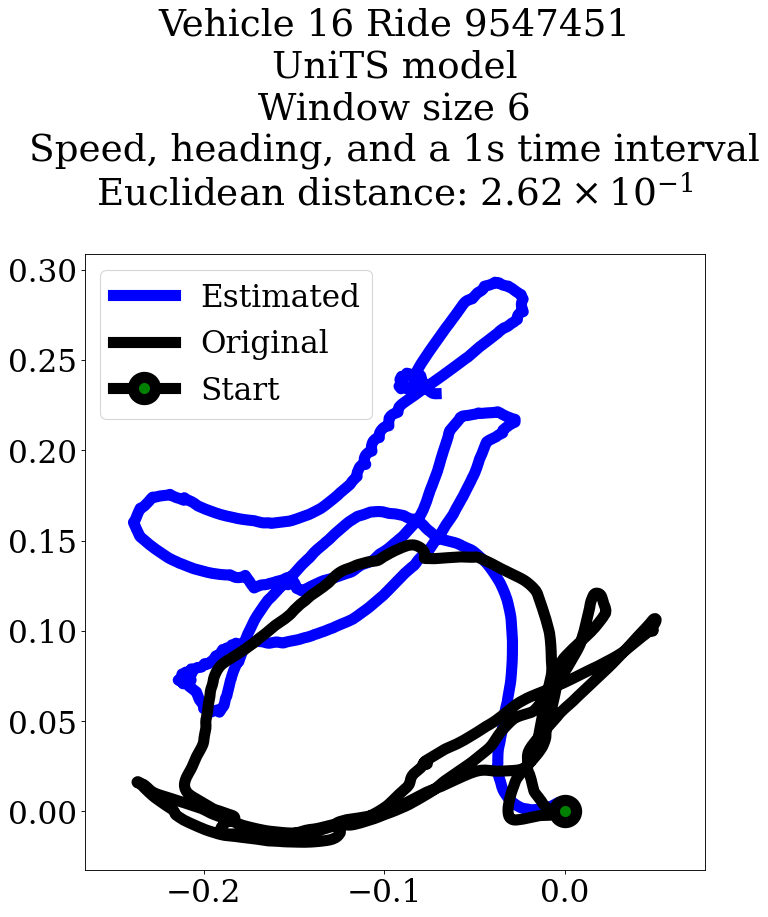 Vehicle 16 Ride 9547451
UniTS model
Window size 6
Speed, heading, and a 1s time interval
Euclidean distance: 2.62 × 10⁻¹
0.30
0.25
0.20
0.15
0.10
0.05
0.00
Estimated
Original
Start
−0.2
−0.1
0.0